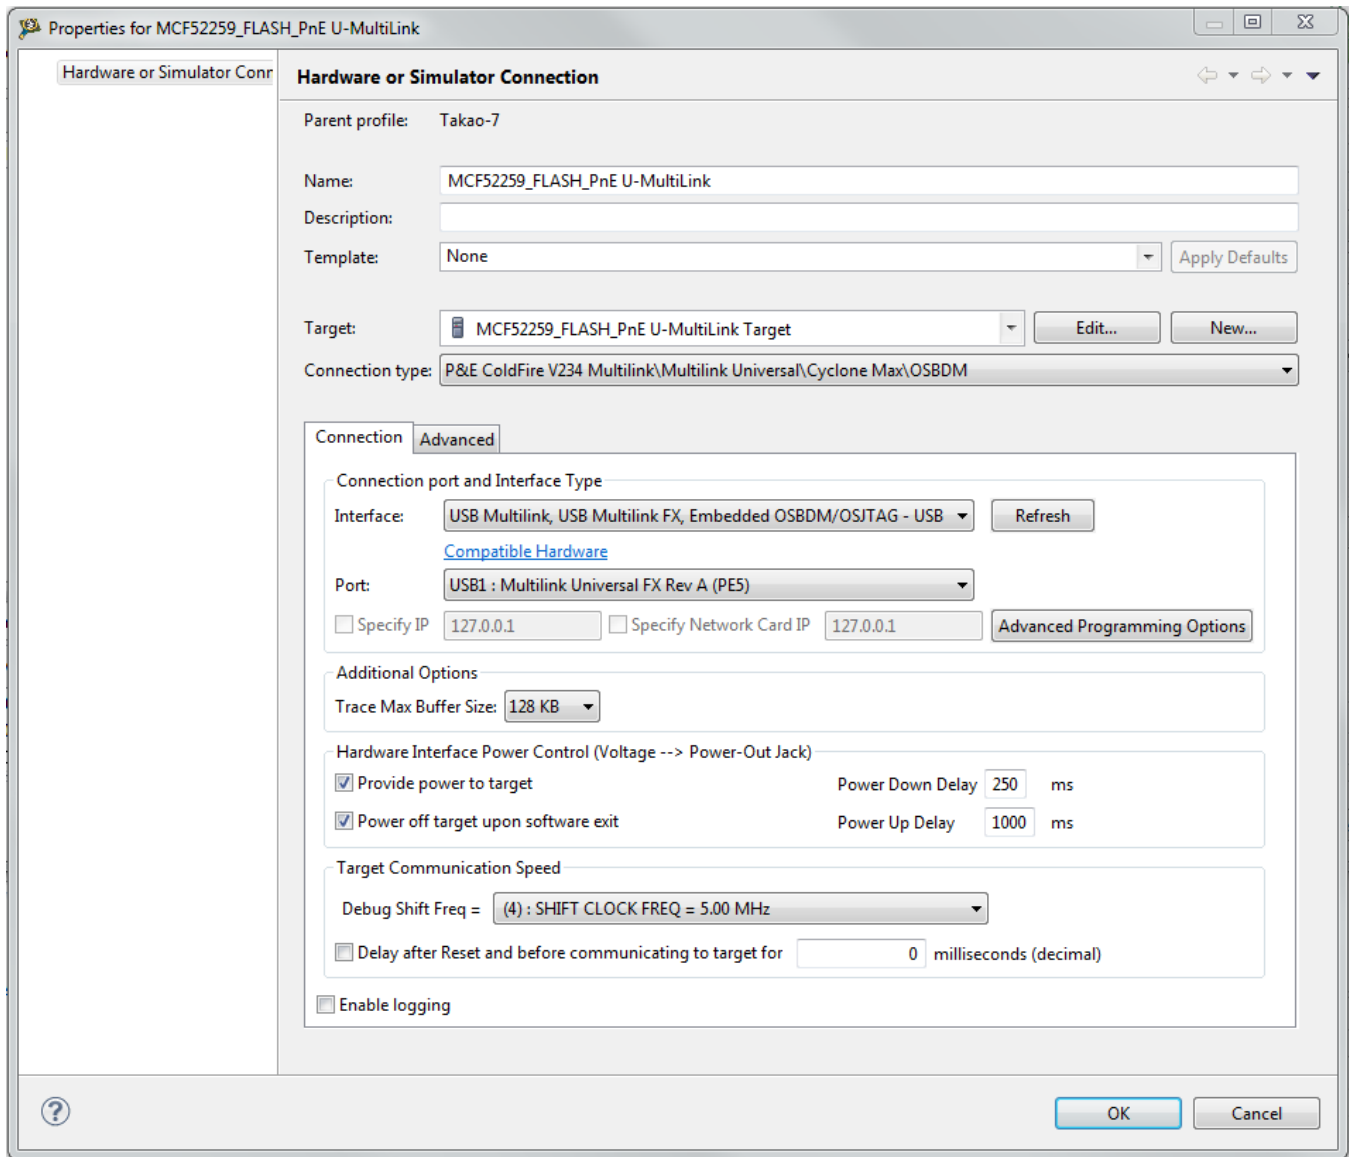 Properties for MCF52259_FLASH_PnE U-MultiLink
Hardware or Simulator Conr
Hardware or Simulator Connection
Parent profile: Takao-7
Name: MCF52259_FLASH_PnE U-MultiLink
Description:
Template: None Apply Defaults
Target: MCF52259_FLASH_PnE U-MultiLink Target Edit... New...
Connection type: P&E ColdFire V234 Multilink\Multilink Universal\Cyclone Max\OSBDM
Connection Advanced
Connection port and Interface Type
Interface: USB Multilink, USB Multilink FX, Embedded OSBDM/OSJTAG - USB Refresh
Compatible Hardware
Port: USB1 : Multilink Universal FX Rev A (PE5)
Specify IP 127.0.0.1 Specify Network Card IP 127.0.0.1 Advanced Programming Options
Additional Options
Trace Max Buffer Size: 128 KB
Hardware Interface Power Control (Voltage --> Power-Out Jack)
Provide power to target Power Down Delay 250 ms
Power off target upon software exit Power Up Delay 1000 ms
Target Communication Speed
Debug Shift Freq = (4) : SHIFT CLOCK FREQ = 5.00 MHz
Delay after Reset and before communicating to target for 0 milliseconds (decimal)
Enable logging
? OK Cancel